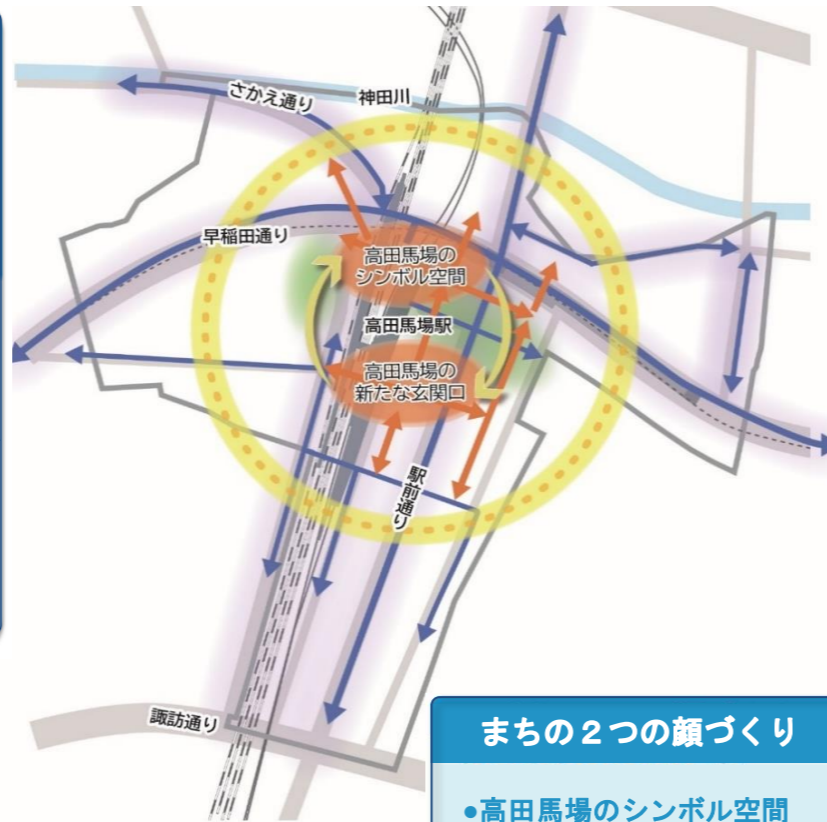 さかえ通り
神田川
早稲田通り
高田馬場の
シンボル空間
高田馬場駅
高田馬場の
新たな玄関口
駅前通り
諏訪通り
まちの2つの顔づくり
●高田馬場のシンボル空間